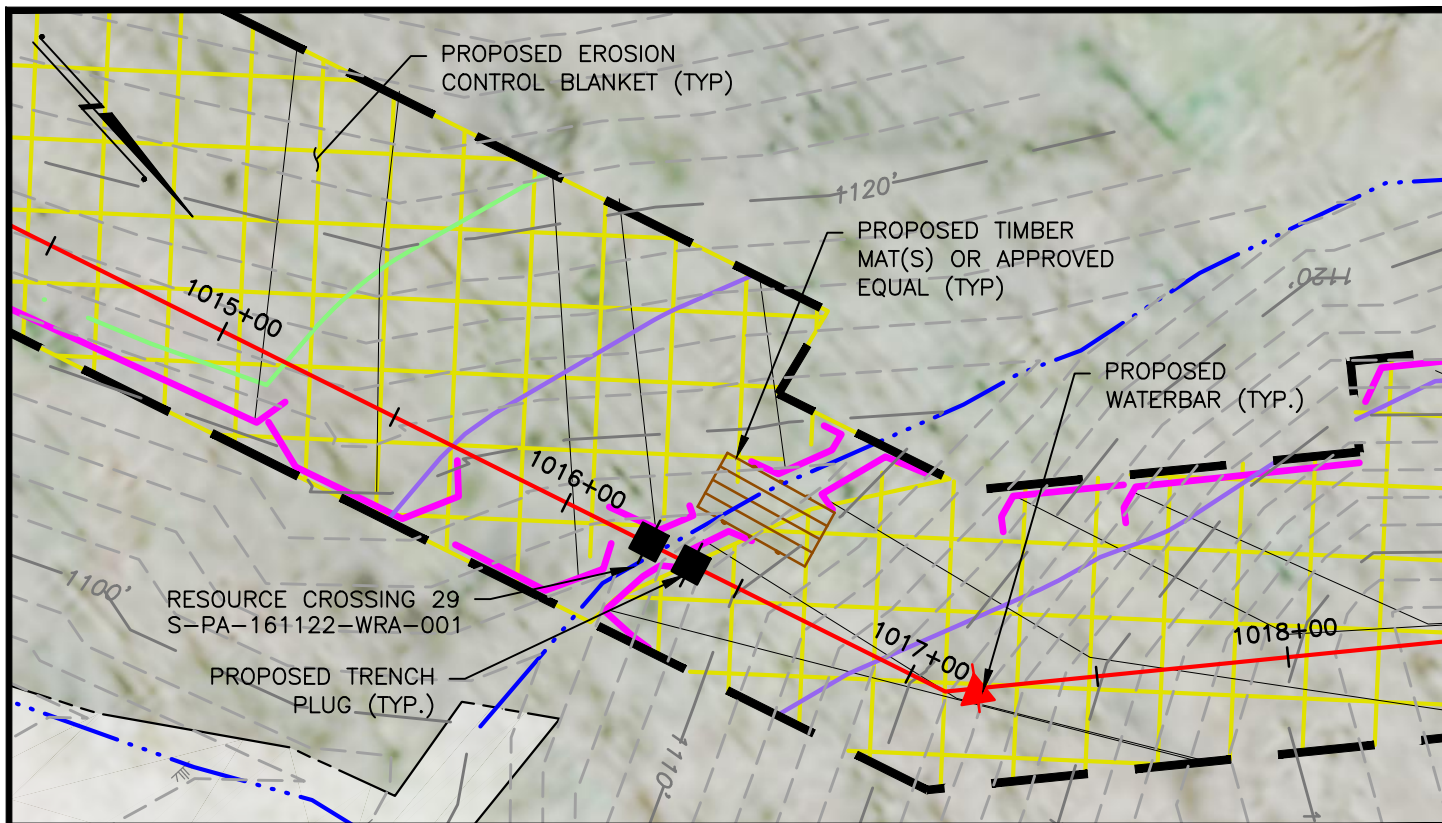 PROPOSED EROSION
CONTROL BLANKET (TYP)
1120'
PROPOSED TIMBER
MAT(S) OR APPROVED
EQUAL (TYP)
1120'
1015+00
PROPOSED
WATERBAR (TYP.)
1016+00
1100'
RESOURCE CROSSING 29
S-PA-161122-WRA-001
1017+00
1018+00
PROPOSED TRENCH
PLUG (TYP.)
1110'